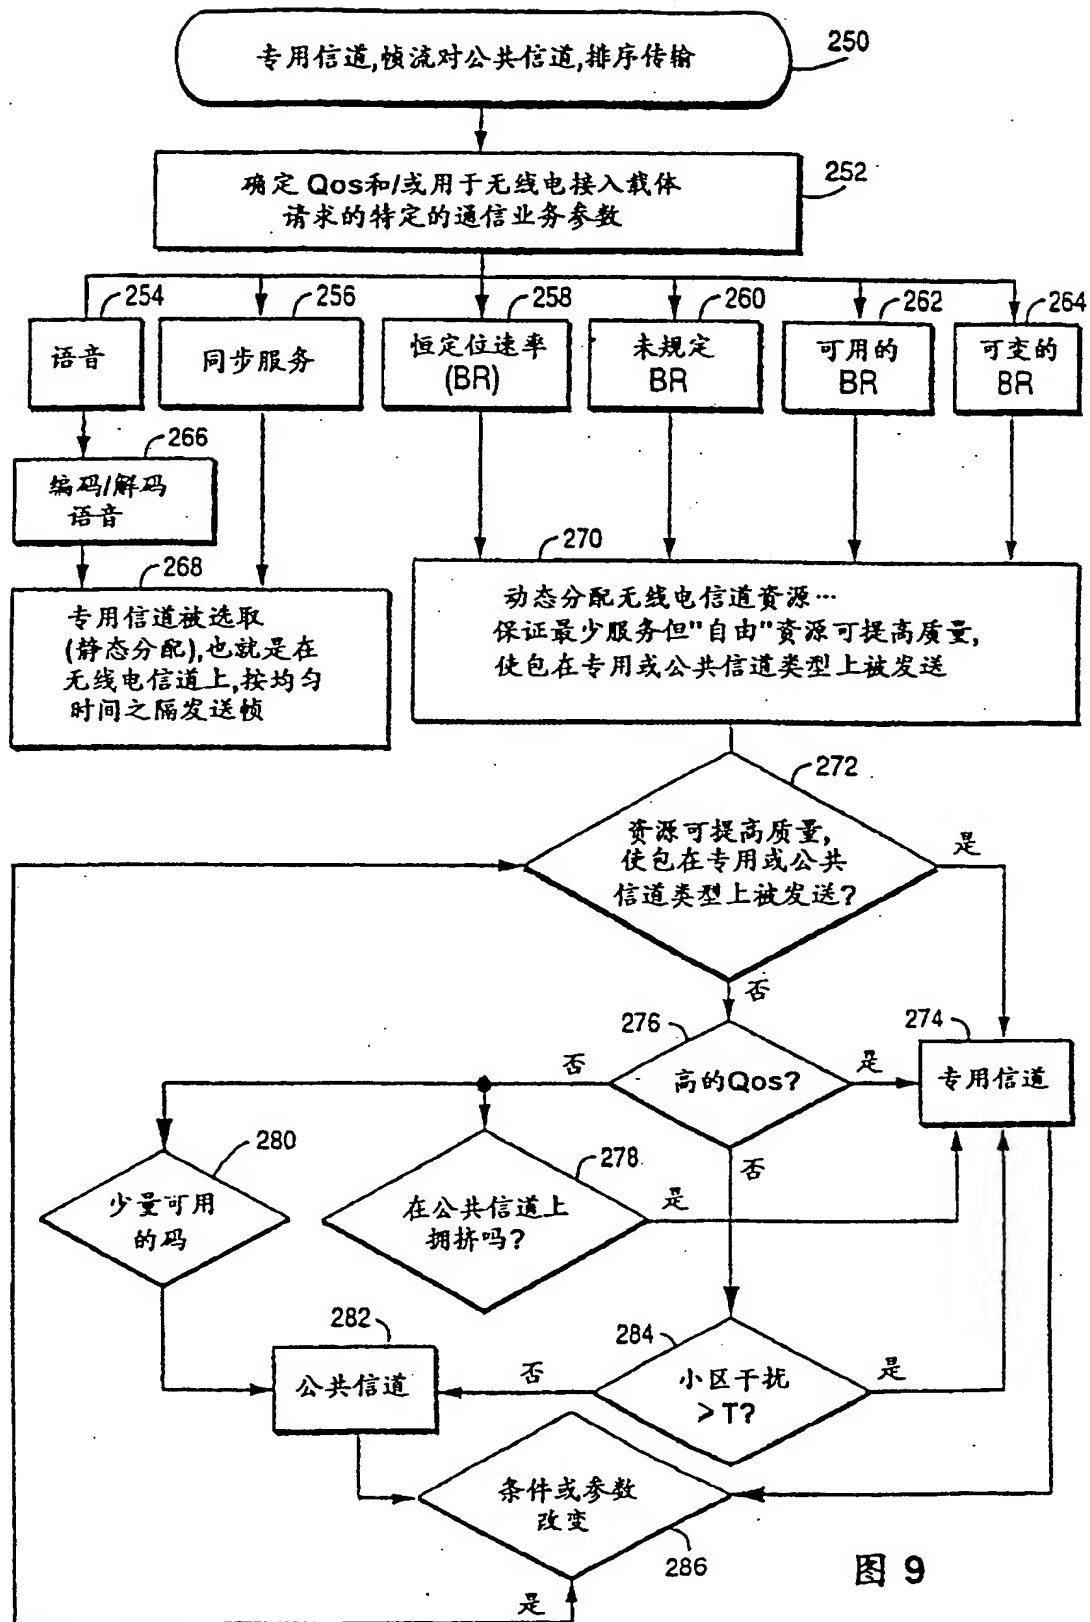 专用信道,帧流对公共信道,排序传输
250
确定 Qos和/或用于无线电接入载体
请求的特定的通信业务参数
252
254
语音
256
同步服务
258
恒定位速率
(BR)
260
未规定
BR
262
可用的
BR
264
可变的
BR
266
编码/解码
语音
268
专用信道被选取
(静态分配),也就是在
无线电信道上,按均匀
时间之隔发送帧
270
动态分配无线电信道资源…
保证最少服务但"自由"资源可提高质量,
使包在专用或公共信道类型上被发送
272
资源可提高质量,
使包在专用或公共
信道类型上被发送?
是
否
276
高的Qos?
否
是
否
274
专用信道
280
少量可用
的码
278
在公共信道上
拥挤吗?
是
282
公共信道
284
小区干扰
>T?
否
是
条件或参数
改变
286
是
图 9